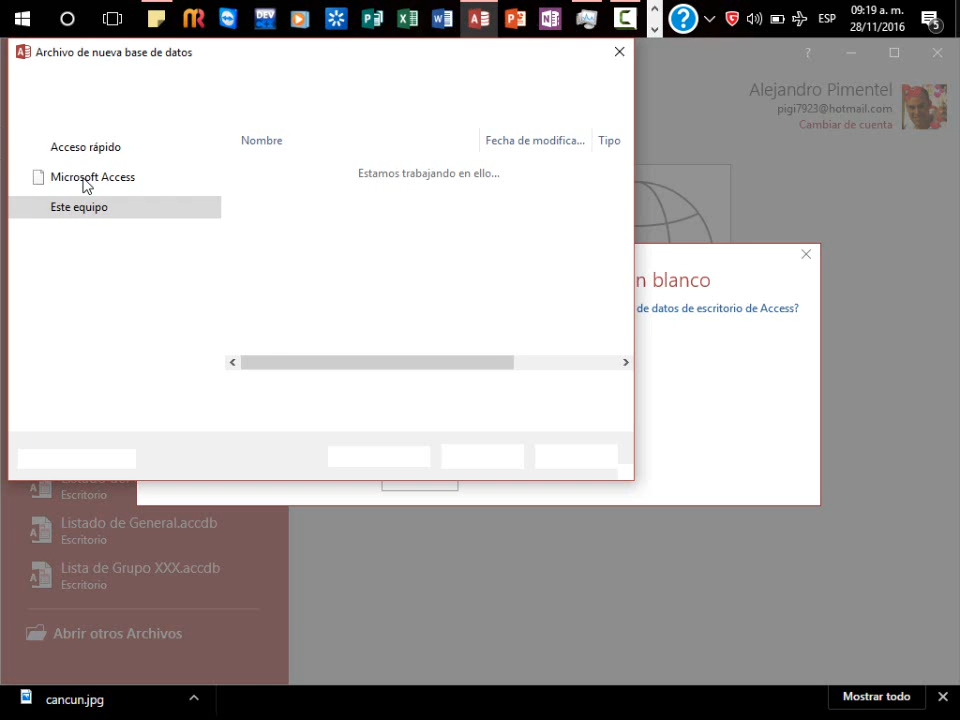 ESP
09:19 a. m.
28/11/2016
5
Archivo de nueva base de datos
Alejandro Pimentel
pigi7923@hotmail.com
Cambiar de cuenta
Nombre
Fecha de modifica...
Tipo
Acceso rápido
Estamos trabajando en ello...
Microsoft Access
Este equipo
n blanco
de datos de escritorio de Access?
Escritorio
Listado de General.accdb
Escritorio
Lista de Grupo XXX.accdb
Escritorio
Abrir otros Archivos
cancun.jpg
Mostrar todo